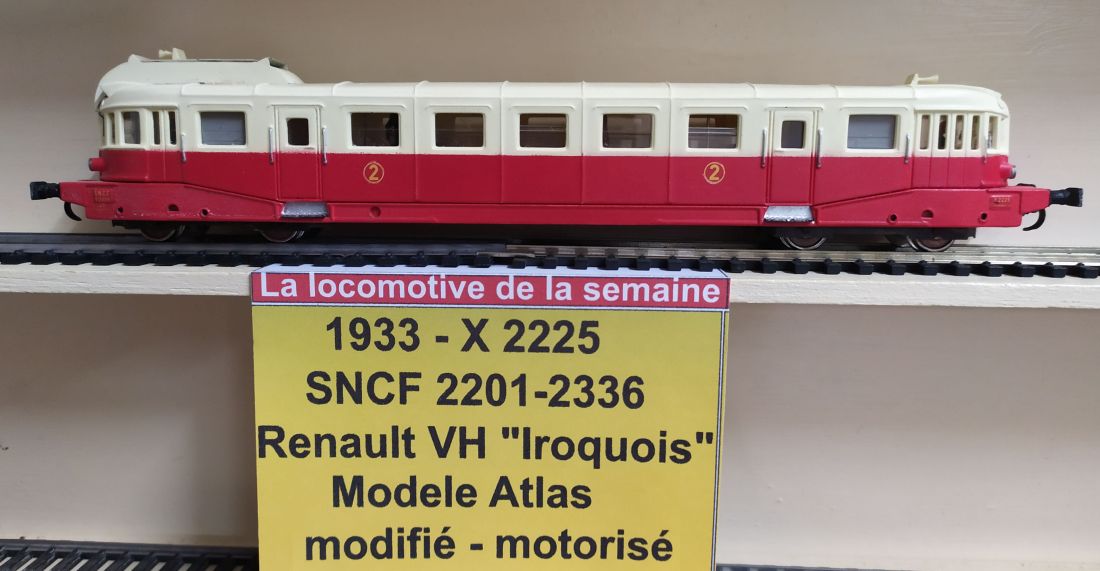 2
2
X 2225
La locomotive de la semaine
1933 - X 2225
SNCF 2201-2336
Renault VH "Iroquois"
Modele Atlas
modifié - motorisé